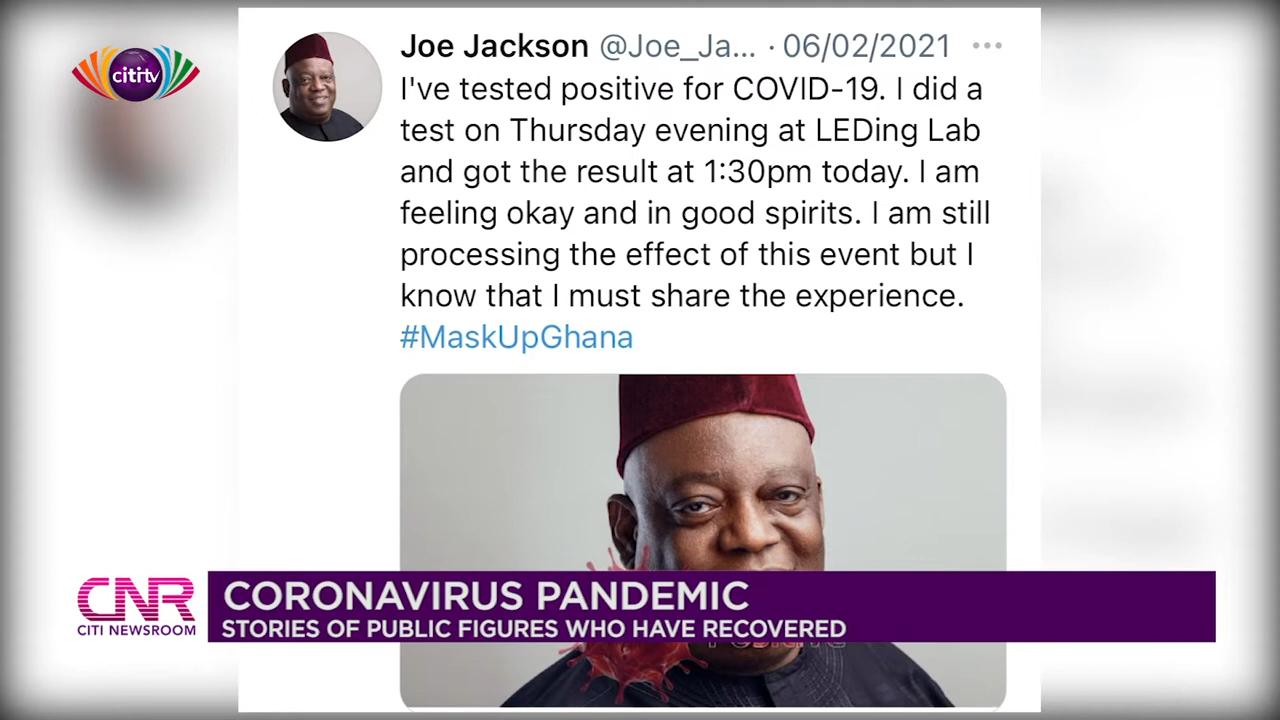 citi tv
Joe Jackson @Joe_Ja... · 06/02/2021 ...
I've tested positive for COVID-19. I did a
test on Thursday evening at LEDing Lab
and got the result at 1:30pm today. I am
feeling okay and in good spirits. I am still
processing the effect of this event but I
know that I must share the experience.
#MaskUpGhana
CNR
CITI NEWSROOM
CORONAVIRUS PANDEMIC
STORIES OF PUBLIC FIGURES WHO HAVE RECOVERED